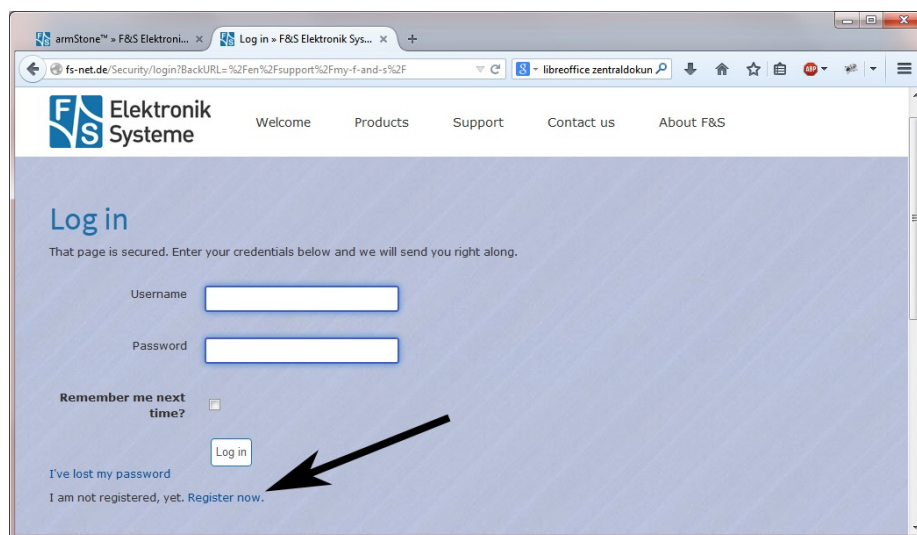 armStone™ » F&S Elektroni... ×
Log in » F&S Elektronik Sys... ×
+
fs-net.de/Security/login?BackURL=%2Fen%2Fsupport%2Fmy-f-and-s%2F
8
libreoffice zentraldokun
ABP
F&S
Elektronik
Systeme
Welcome Products Support Contact us About F&S
Log in
That page is secured. Enter your credentials below and we will send you right along.
Username
Password
Remember me next
time?
Log in
I've lost my password
I am not registered, yet. Register now.